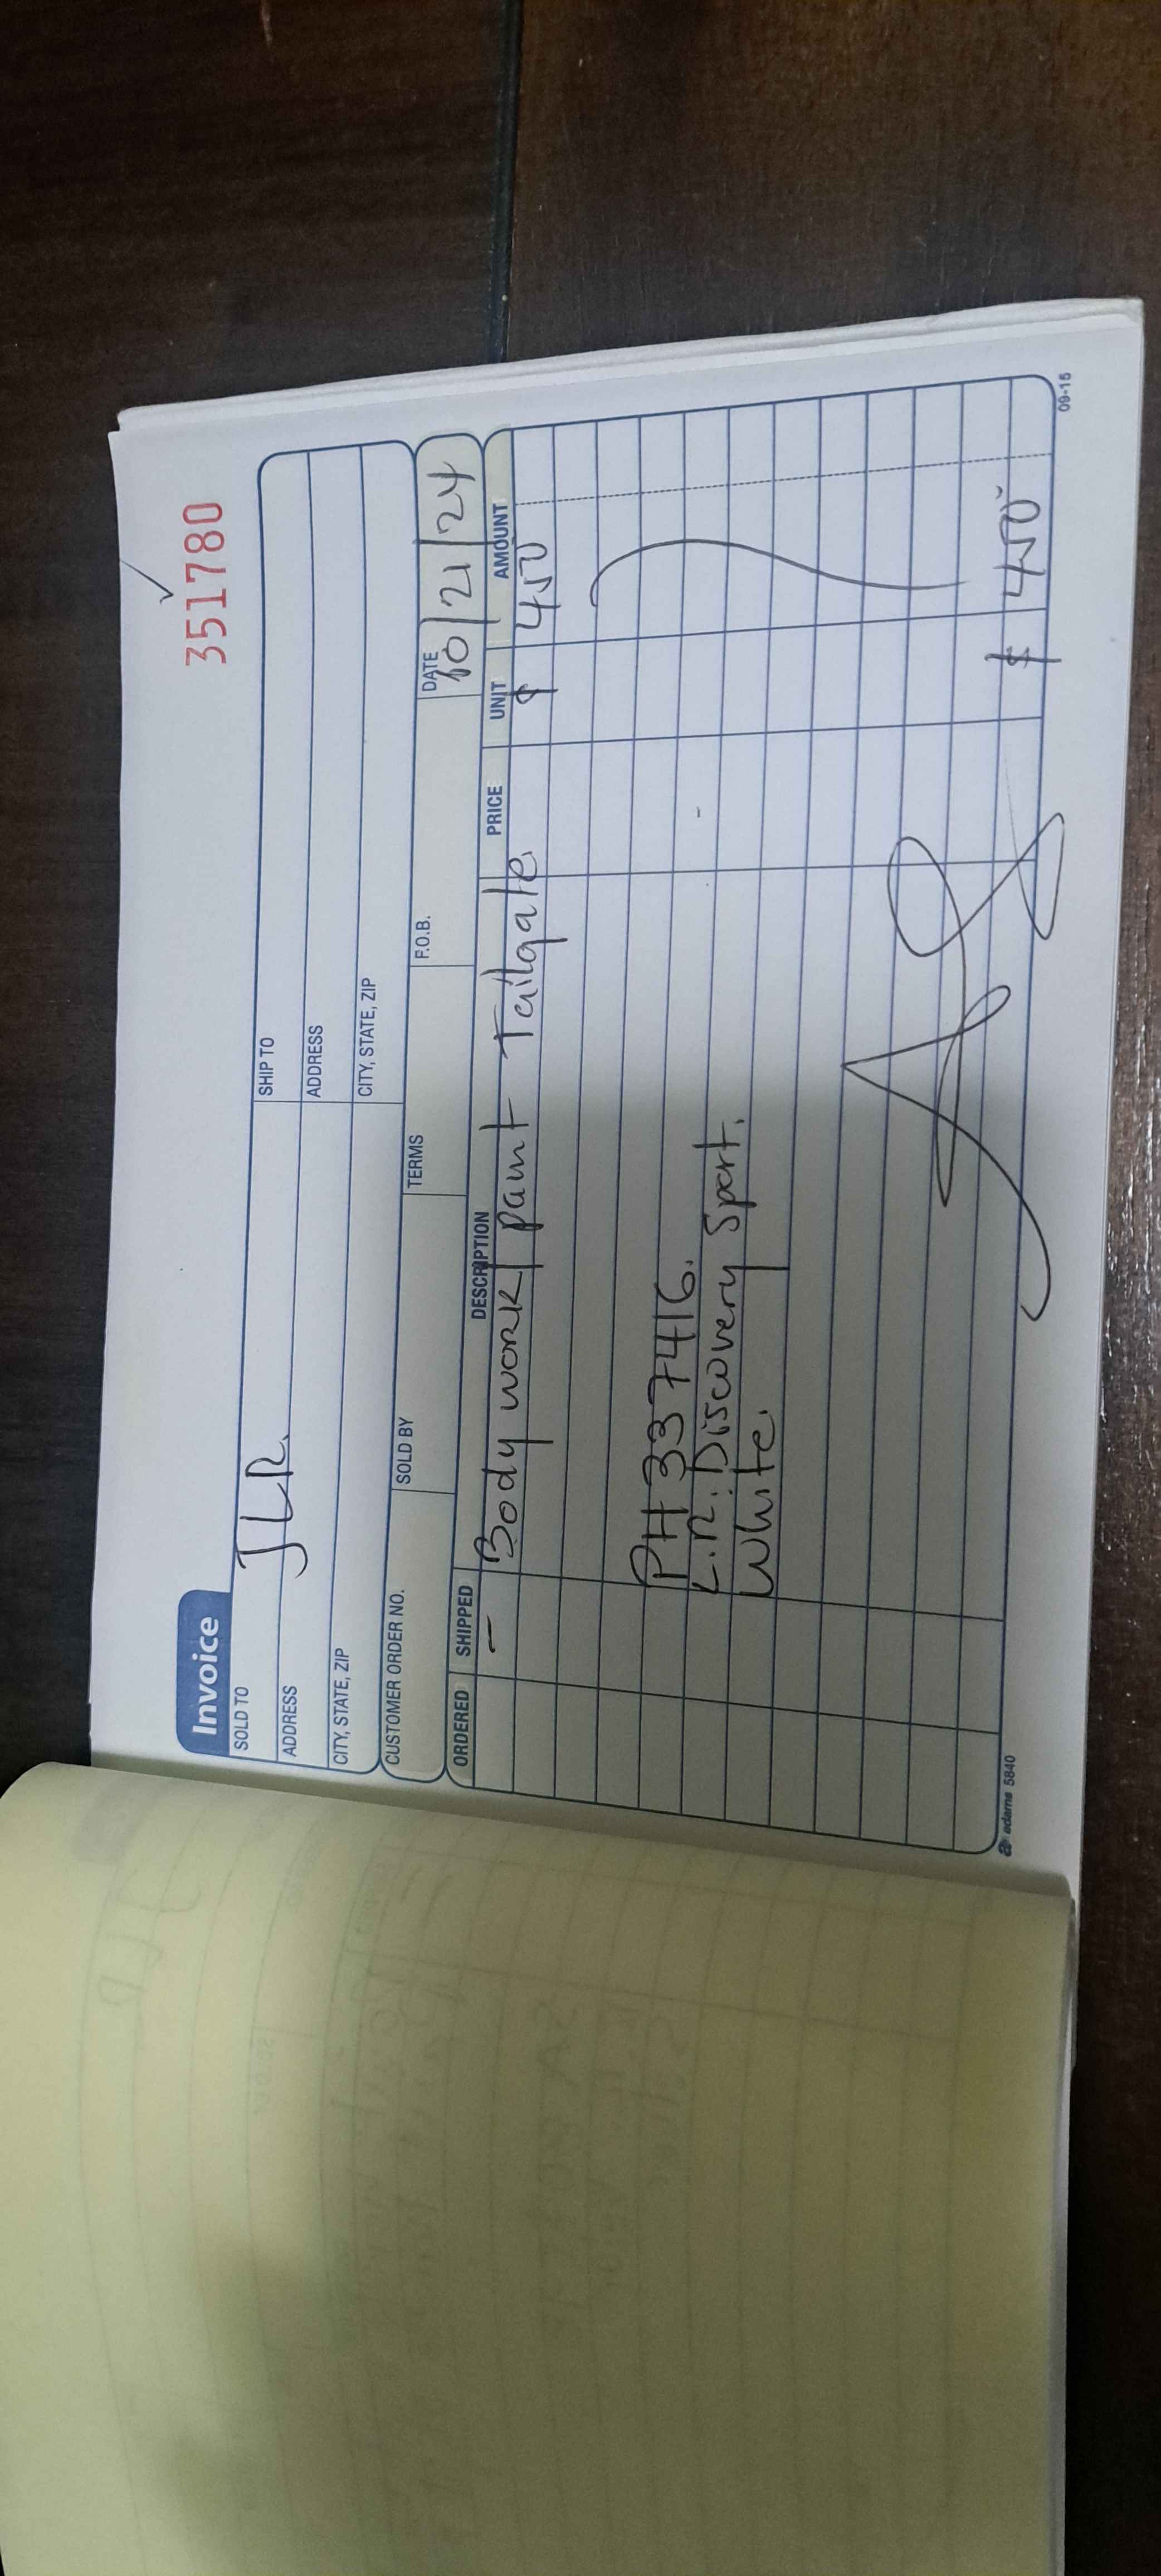 351780
Invoice
SOLD TO JLR.
SHIP TO
ADDRESS
ADDRESS
CITY, STATE, ZIP
CITY, STATE, ZIP
CUSTOMER ORDER NO. SOLD BY TERMS F.O.B. DATE 10/21/24
ORDERED SHIPPED DESCRIPTION PRICE UNIT AMOUNT
- Body work/paint tailgate. $ 450
PH337416.
L.R. Discovery Sport.
White.
$ 450
adams 5840
09-15